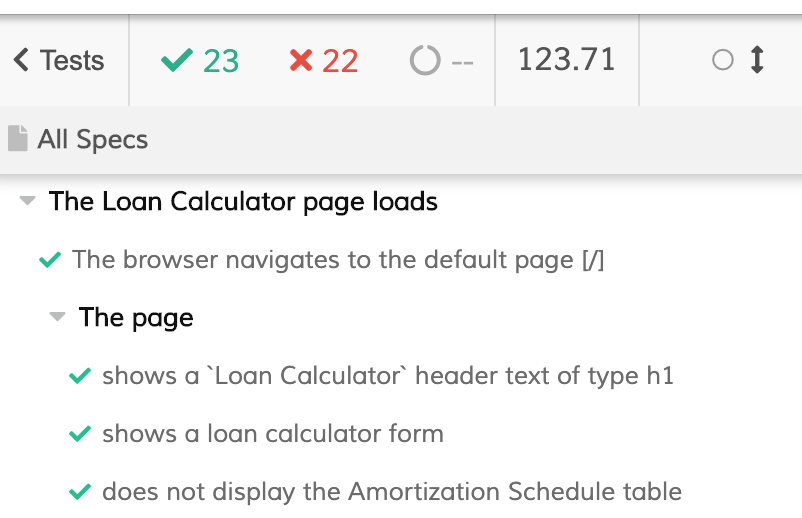 Tests 23 22 -- 123.71
All Specs
The Loan Calculator page loads
The browser navigates to the default page [/]
The page
shows a `Loan Calculator` header text of type h1
shows a loan calculator form
does not display the Amortization Schedule table